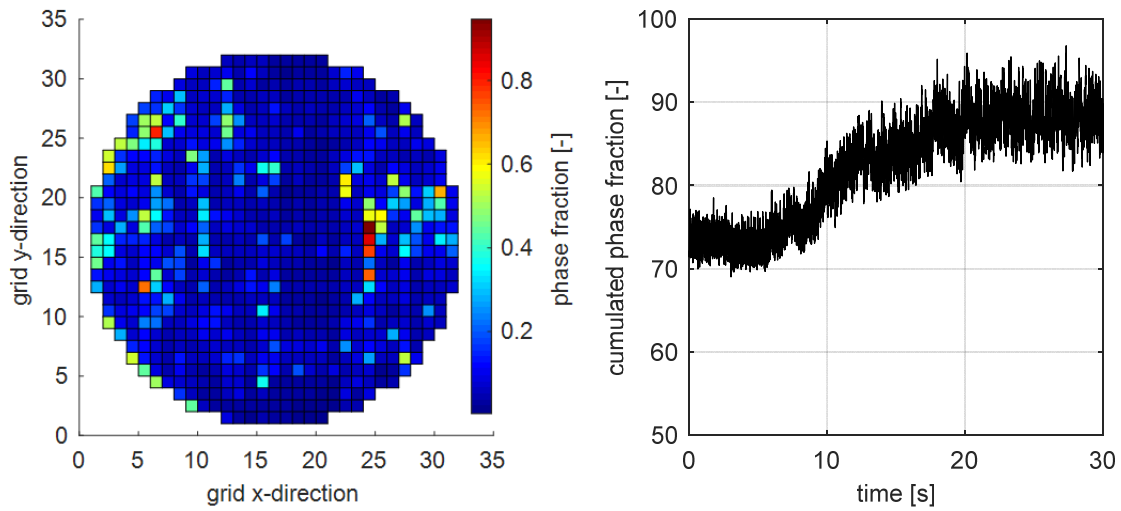 35
30
25
20
15
10
5
0
grid y-direction
0 5 10 15 20 25 30 35
grid x-direction
0.8
0.6
0.4
0.2
phase fraction [-]
100
90
80
70
60
50
cumulated phase fraction [-]
0 10 20 30
time [s]